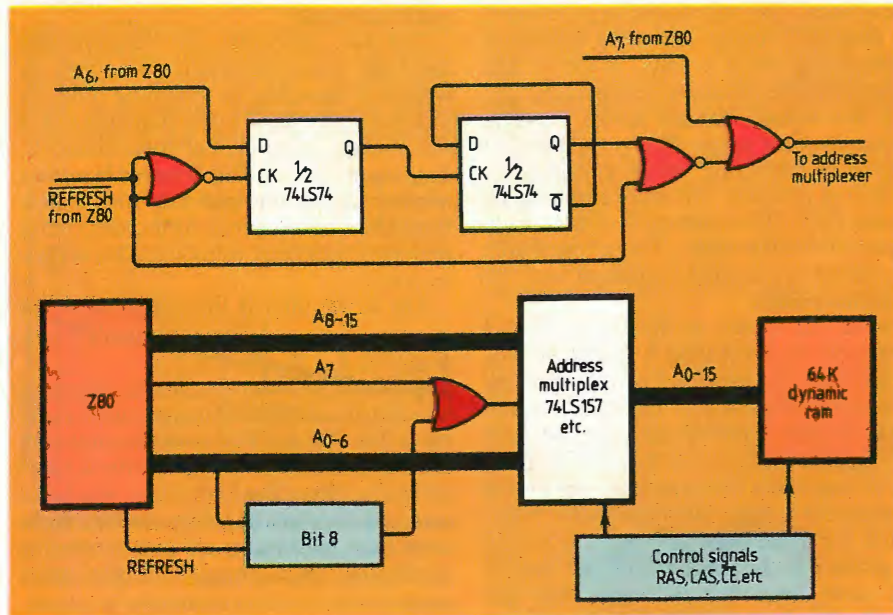 A₆, from Z80
A₇, from Z80
D
Q
½
CK
74LS74
D
Q
½
CK
74LS74
Q̅
R̅E̅F̅R̅E̅S̅H̅
from Z80
To address
multiplexer
Z80
A₈₋₁₅
A₇
A₀₋₆
Address
multiplex
74LS157
etc.
A₀₋₁₅
64K
dynamic
ram
Bit 8
REFRESH
Control signals
RAS, CAS, C̅E̅, etc